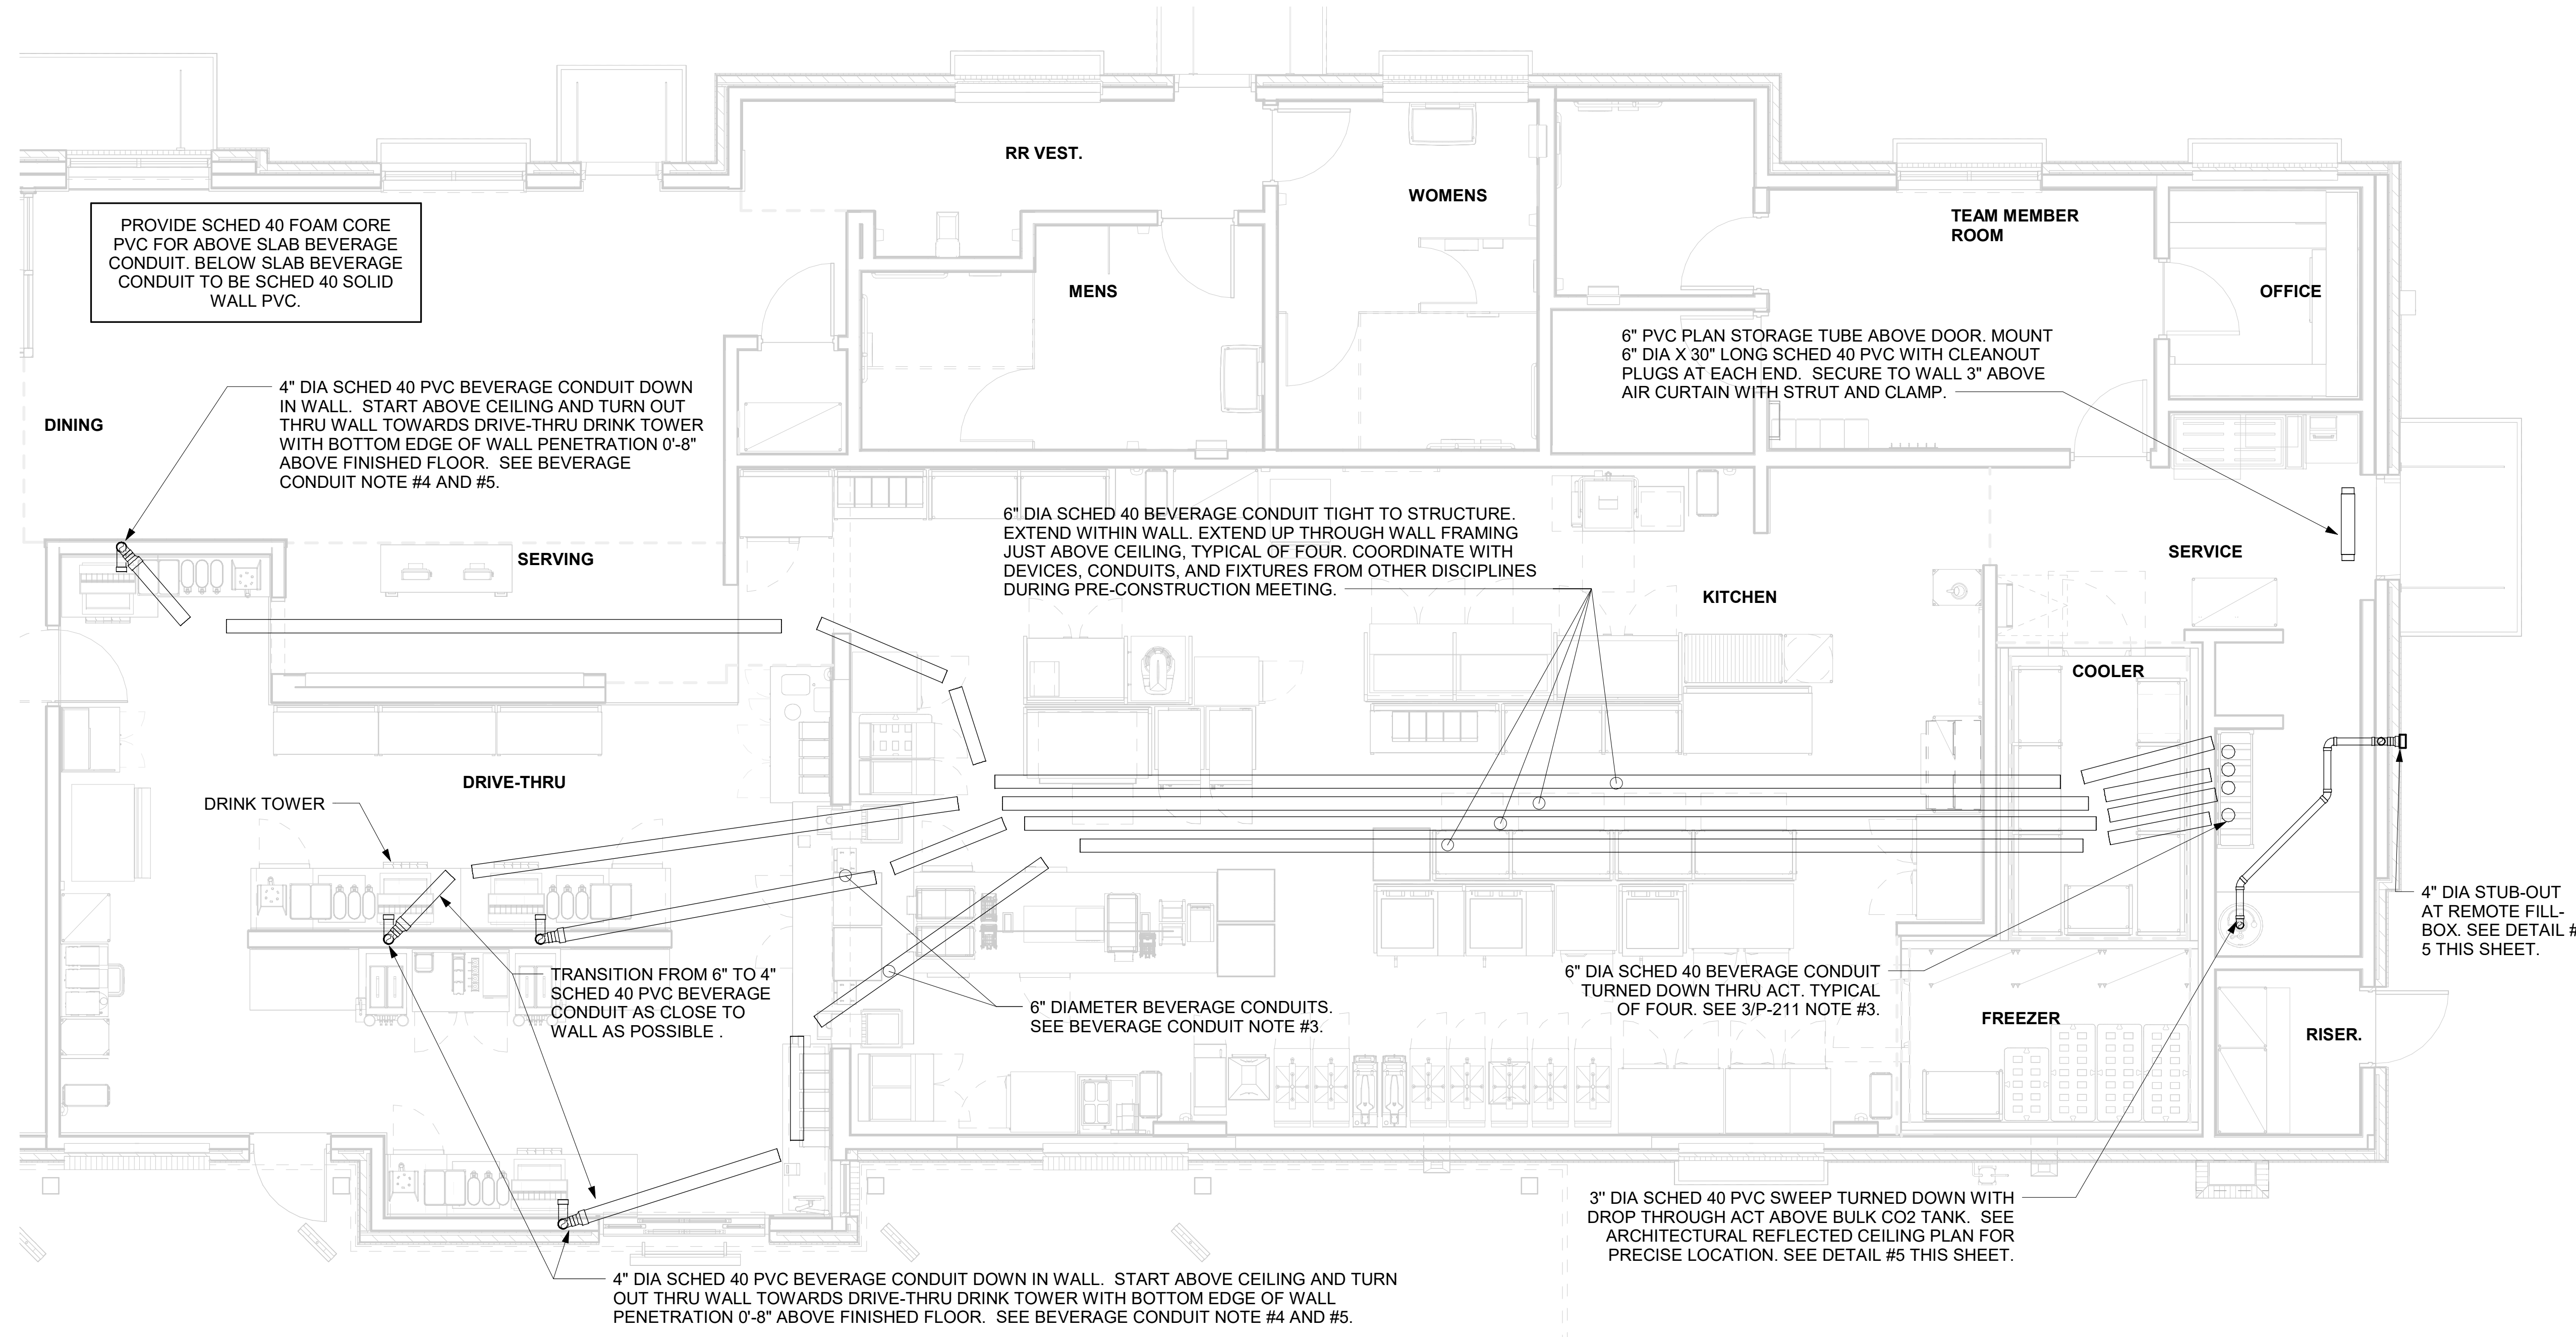 RR VEST.
WOMENS
TEAM MEMBER
ROOM
PROVIDE SCHED 40 FOAM CORE
PVC FOR ABOVE SLAB BEVERAGE
CONDUIT. BELOW SLAB BEVERAGE
CONDUIT TO BE SCHED 40 SOLID
WALL PVC.
MENS
OFFICE
6" PVC PLAN STORAGE TUBE ABOVE DOOR. MOUNT
6" DIA X 30" LONG SCHED 40 PVC WITH CLEANOUT
PLUGS AT EACH END.  SECURE TO WALL 3" ABOVE
AIR CURTAIN WITH STRUT AND CLAMP.
4" DIA SCHED 40 PVC BEVERAGE CONDUIT DOWN
IN WALL.  START ABOVE CEILING AND TURN OUT
THRU WALL TOWARDS DRIVE-THRU DRINK TOWER
WITH BOTTOM EDGE OF WALL PENETRATION 0'-8"
ABOVE FINISHED FLOOR.  SEE BEVERAGE
CONDUIT NOTE #4 AND #5.
DINING
6" DIA SCHED 40 BEVERAGE CONDUIT TIGHT TO STRUCTURE.
EXTEND WITHIN WALL. EXTEND UP THROUGH WALL FRAMING
JUST ABOVE CEILING, TYPICAL OF FOUR. COORDINATE WITH
DEVICES, CONDUITS, AND FIXTURES FROM OTHER DISCIPLINES
DURING PRE-CONSTRUCTION MEETING.
SERVING
SERVICE
KITCHEN
COOLER
DRIVE-THRU
DRINK TOWER
4" DIA STUB-OUT
AT REMOTE FILL-
BOX. SEE DETAIL #
5 THIS SHEET.
TRANSITION FROM 6" TO 4"
SCHED 40 PVC BEVERAGE
CONDUIT AS CLOSE TO
WALL AS POSSIBLE .
6" DIAMETER BEVERAGE CONDUITS.
SEE BEVERAGE CONDUIT NOTE #3.
6" DIA SCHED 40 BEVERAGE CONDUIT
TURNED DOWN THRU ACT. TYPICAL
OF FOUR. SEE 3/P-211 NOTE #3.
FREEZER
RISER.
3" DIA SCHED 40 PVC SWEEP TURNED DOWN WITH
DROP THROUGH ACT ABOVE BULK CO2 TANK.  SEE
ARCHITECTURAL REFLECTED CEILING PLAN FOR
PRECISE LOCATION. SEE DETAIL #5 THIS SHEET.
4" DIA SCHED 40 PVC BEVERAGE CONDUIT DOWN IN WALL.  START ABOVE CEILING AND TURN
OUT THRU WALL TOWARDS DRIVE-THRU DRINK TOWER WITH BOTTOM EDGE OF WALL
PENETRATION 0'-8" ABOVE FINISHED FLOOR.  SEE BEVERAGE CONDUIT NOTE #4 AND #5.